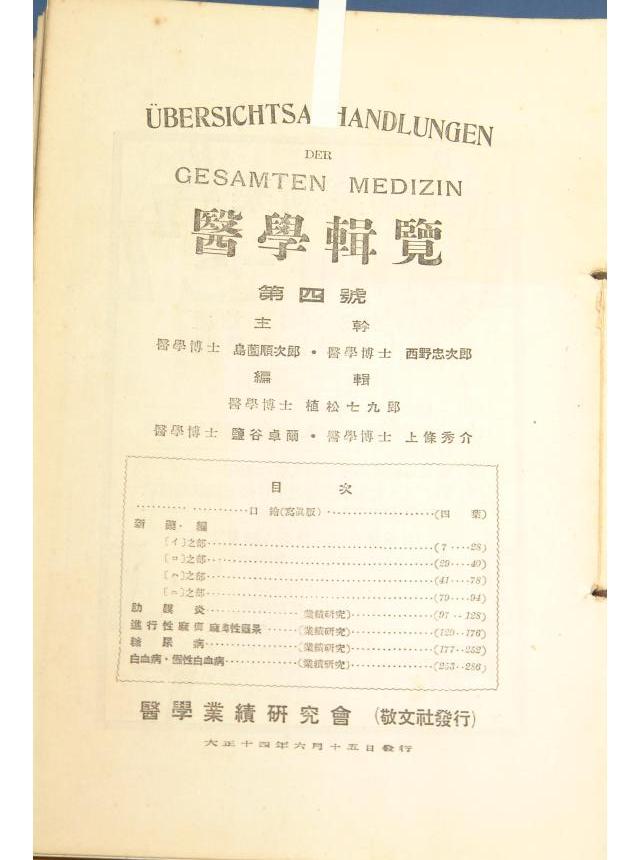 ÜBERSICHTSA HANDLUNGEN
DER
GESAMTEN MEDIZIN
醫學輯覽
第四號
主幹
醫學博士 島薗順次郎・醫學博士 西野忠次郎
編輯
醫學博士 植松七九郎
醫學博士 鹽谷卓爾・醫學博士 上條秀介
目次
口繪(寫眞版)(四葉)
新藥編
〔イ〕之部(7‥‥28)
〔ロ〕之部(29‥‥40)
〔ハ〕之部(41‥‥78)
〔ニ〕之部(79‥‥94)
肋膜炎(業績研究)(97‥128)
進行性麻痺 麻痺性癡呆(業績研究)(129‥176)
糖尿病(業績研究)(177‥252)
白血病・假性白血病(業績研究)(253‥286)
醫學業績硏究會(敬文社發行)
大正十四年六月十五日發行